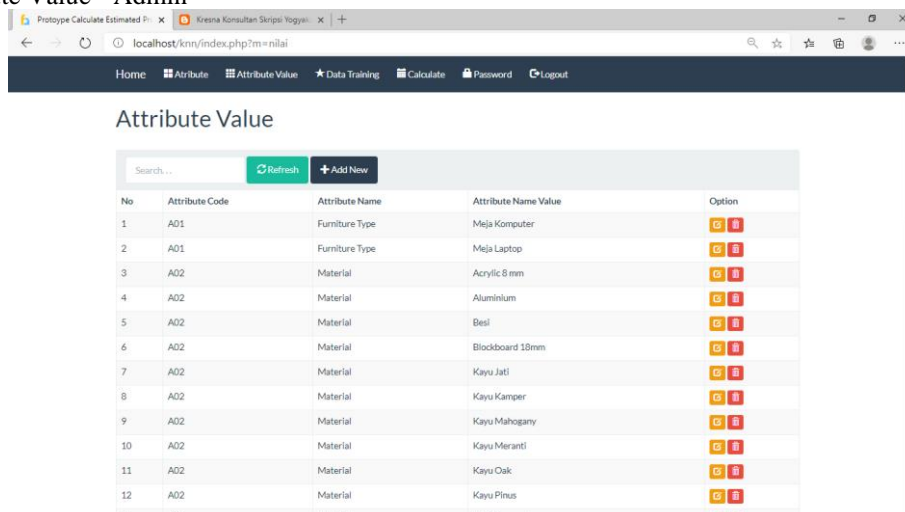 te Value - Admin
Protoype Calculate Estimated Pr
Kresna Konsultan Skripsi Yogyak
localhost/knn/index.php?m=nilai
Home Atribute Attribute Value Data Training Calculate Password Logout
Attribute Value
Search... Refresh Add New
No Attribute Code Attribute Name Attribute Name Value Option
1 A01 Furniture Type Meja Komputer
2 A01 Furniture Type Meja Laptop
3 A02 Material Acrylic 8 mm
4 A02 Material Aluminium
5 A02 Material Besi
6 A02 Material Blockboard 18mm
7 A02 Material Kayu Jati
8 A02 Material Kayu Kamper
9 A02 Material Kayu Mahogany
10 A02 Material Kayu Meranti
11 A02 Material Kayu Oak
12 A02 Material Kayu Pinus